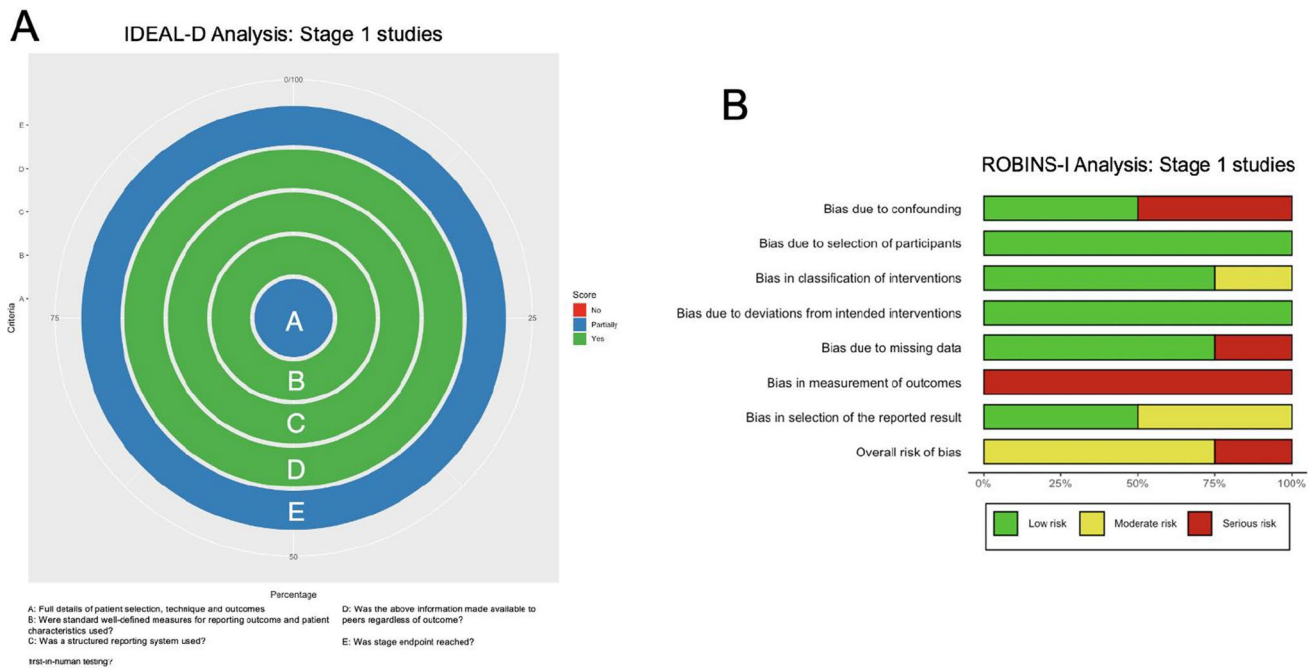 A
IDEAL-D Analysis: Stage 1 studies
0/100
E
D
C
B
A
Criteria
75
25
50
A
B
C
D
E
Score
No
Partially
Yes
Percentage
A: Full details of patient selection, technique and outcomes
B: Were standard well-defined measures for reporting outcome and patient
characteristics used?
C: Was a structured reporting system used?
first-in-human testing?
D: Was the above information made available to
peers regardless of outcome?
E: Was stage endpoint reached?
B
ROBINS-I Analysis: Stage 1 studies
Bias due to confounding
Bias due to selection of participants
Bias in classification of interventions
Bias due to deviations from intended interventions
Bias due to missing data
Bias in measurement of outcomes
Bias in selection of the reported result
Overall risk of bias
0% 25% 50% 75% 100%
Low risk Moderate risk Serious risk